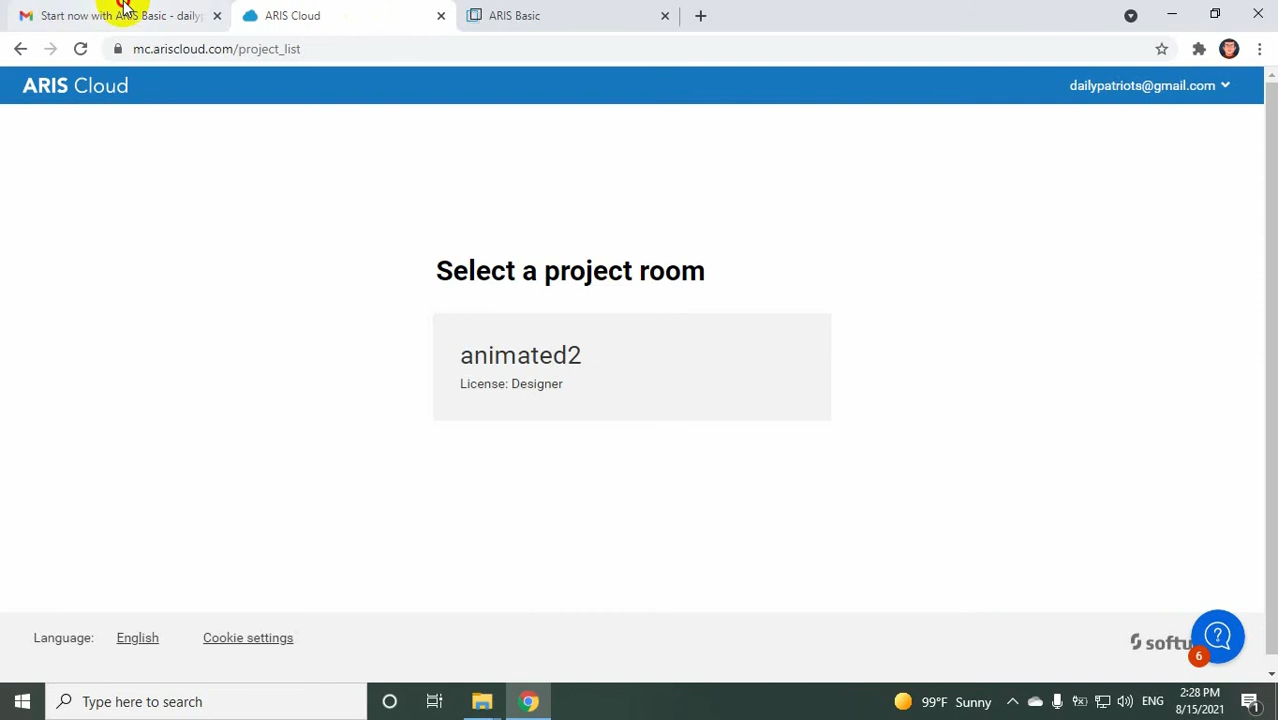 Start now with ARIS Basic - daily
ARIS Cloud
ARIS Basic
mc.ariscloud.com/project_list
ARIS Cloud
dailypatriots@gmail.com
Select a project room
animated2
License: Designer
Language:
English
Cookie settings
softw
6
Type here to search
99°F Sunny
ENG
2:28 PM
8/15/2021
1